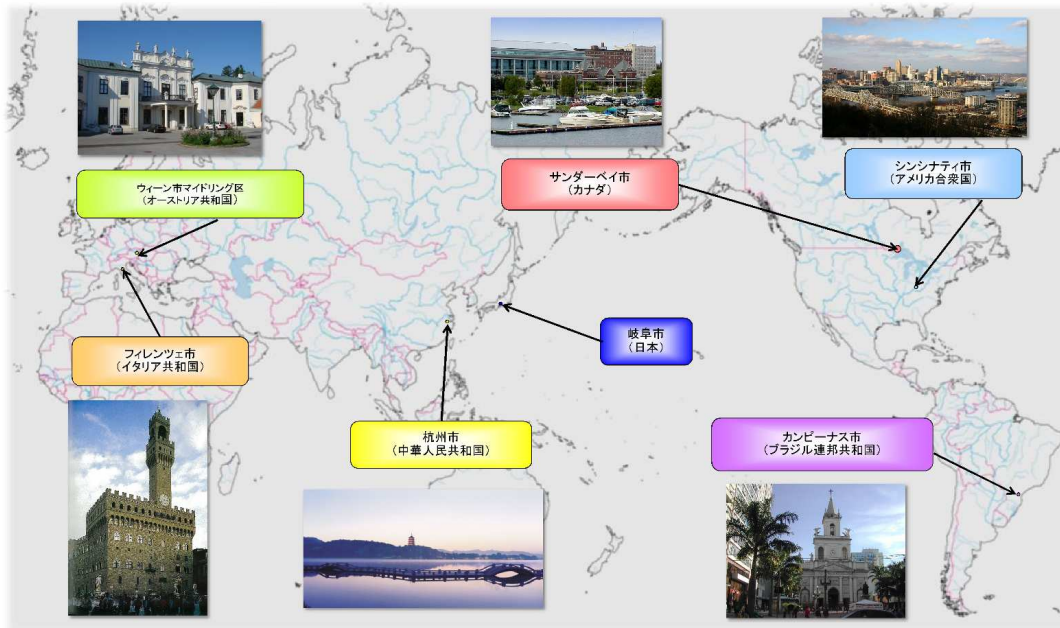 ウィーン市マイドリング区
(オーストリア共和国)
サンダーベイ市
(カナダ)
シンシナティ市
(アメリカ合衆国)
フィレンツェ市
(イタリア共和国)
岐阜市
(日本)
杭州市
(中華人民共和国)
カンピーナス市
(ブラジル連邦共和国)